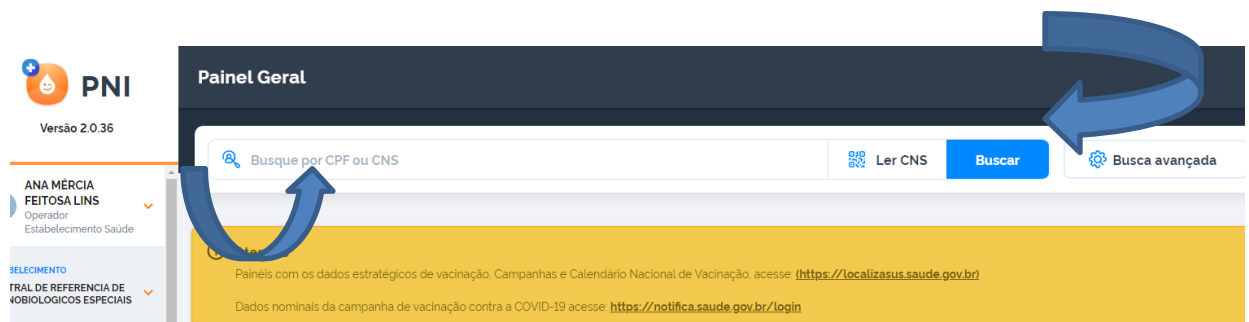 PNI
Versão 2.0.36
ANA MÉRCIA
FEITOSA LINS
Operador
Estabelecimento Saúde
BELECIMENTO
TRAL DE REFERENCIA DE
NOBIOLOGICOS ESPECIAIS
Painel Geral
Busque por CPF ou CNS
Ler CNS
Buscar
Busca avançada
Painéis com os dados estratégicos de vacinação, Campanhas e Calendário Nacional de Vacinação, acesse: (https://localizasus.saude.gov.br)
Dados nominais da campanha de vacinação contra a COVID-19 acesse: https://notifica.saude.gov.br/login